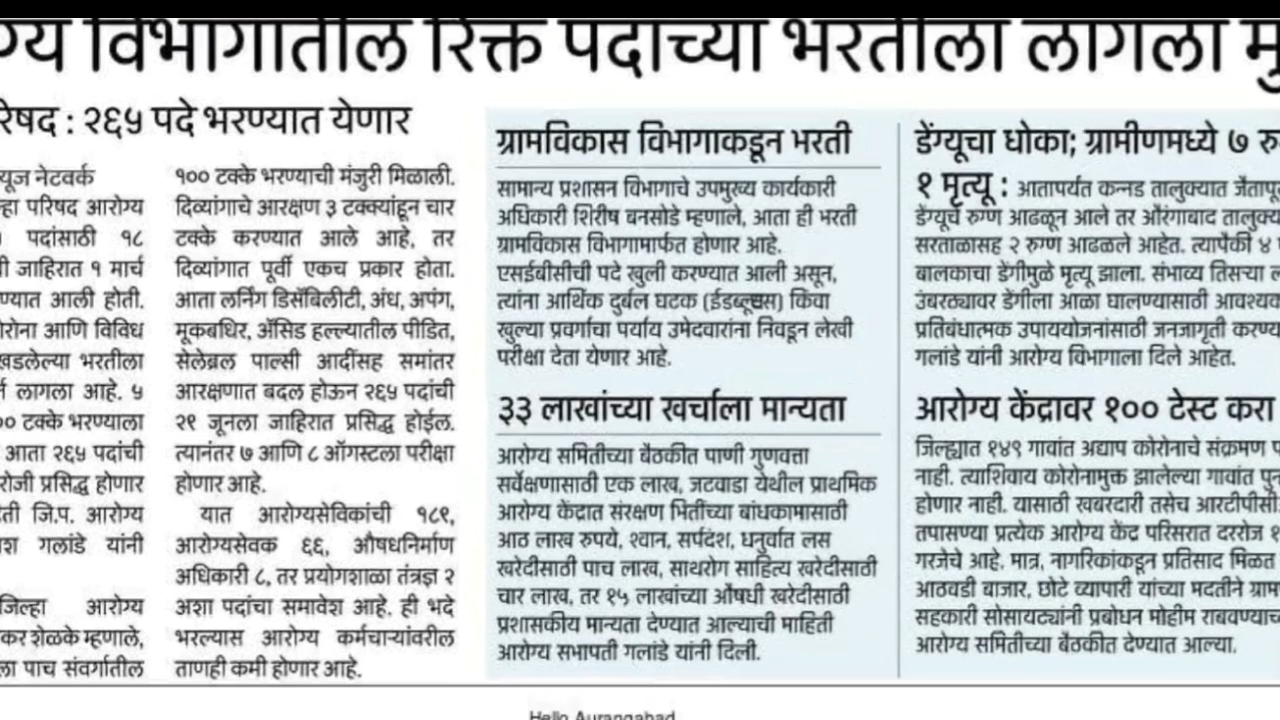 विभागातील रिक्त पदांच्या भरतीला लागला
: २६५ पदे भरण्यात येणार
नेटवर्क
परिषद आरोग्य
पदांसाठी १८
जाहिरात १ मार्च
आली होती.
आणि विविध
भरतीला
लागला आहे. ५
टक्के भरण्याला
आता २६५ पदांची
प्रसिद्ध होणार
जि.प. आरोग्य
गलांडे यांनी
जिल्हा आरोग्य
शेळके म्हणाले,
पाच संवर्गातील
१०० टक्के भरण्याची मंजुरी मिळाली.
दिव्यांगाचे आरक्षण ३ टक्क्यांहून चार
टक्के करण्यात आले आहे, तर
दिव्यांगात पूर्वी एकच प्रकार होता.
आता लर्निंग डिसॅबिलीटी, अंध, अपंग,
मूकबधिर, ॲसिड हल्ल्यातील पीडित,
सेलेब्रल पाल्सी आदींसह समांतर
आरक्षणात बदल होऊन २६५ पदांची
२१ जूनला जाहिरात प्रसिद्ध होईल.
त्यानंतर ७ आणि ८ ऑगस्टला परीक्षा
होणार आहे.
यात आरोग्यसेविकांची १८९,
आरोग्यसेवक ६६, औषधनिर्माण
अधिकारी ८, तर प्रयोगशाळा तंत्रज्ञ २
अशा पदांचा समावेश आहे. ही भदे
भरल्यास आरोग्य कर्मचाऱ्यांवरील
ताणही कमी होणार आहे.
ग्रामविकास विभागाकडून भरती
सामान्य प्रशासन विभागाचे उपमुख्य कार्यकारी
अधिकारी शिरीष बनसोडे म्हणाले, आता ही भरती
ग्रामविकास विभागामार्फत होणार आहे.
एसईबीसीची पदे खुली करण्यात आली असून,
त्यांना आर्थिक दुर्बल घटक (ईडब्लूएस) किंवा
खुल्या प्रवर्गाचा पर्याय उमेदवारांना निवडून लेखी
परीक्षा देता येणार आहे.
३३ लाखांच्या खर्चाला मान्यता
आरोग्य समितीच्या बैठकीत पाणी गुणवत्ता
सर्वेक्षणासाठी एक लाख, जटवाडा येथील प्राथमिक
आरोग्य केंद्रात संरक्षण भिंतीच्या बांधकामासाठी
आठ लाख रुपये, श्वान, सर्पदंश, धनुर्वात लस
खरेदीसाठी पाच लाख, साथरोग साहित्य खरेदीसाठी
चार लाख, तर १५ लाखांच्या औषधी खरेदीसाठी
प्रशासकीय मान्यता देण्यात आल्याची माहिती
आरोग्य सभापती गलांडे यांनी दिली.
डेंग्यूचा धोका; ग्रामीणमध्ये ७
१ मृत्यू : आतापर्यंत कन्नड तालुक्यात
डेंग्यूचे रुग्ण आढळून आले तर औरंगाबाद
सरताळासह २ रुग्ण आढळले आहेत. त्यापैकी ४
बालकाचा डेंगीमुळे मृत्यू झाला. संभाव्य तिसऱ्या
उंबरठ्यावर डेंगीला आळा घालण्यासाठी
प्रतिबंधात्मक उपाययोजनांसाठी जनजागृती
गलांडे यांनी आरोग्य विभागाला दिले आहेत.
आरोग्य केंद्रावर १०० टेस्ट करा
जिल्ह्यात १४९ गावांत अद्याप कोरोनाचे संक्रमण
नाही. त्याशिवाय कोरोनामुक्त झालेल्या गावांत
होणार नाही. यासाठी खबरदारी तसेच
तपासण्या प्रत्येक आरोग्य केंद्र परिसरात दररोज
गरजेचे आहे. मात्र, नागरिकांकडून प्रतिसाद मिळत
आठवडी बाजार, छोटे व्यापारी यांच्या मदतीने
सहकारी सोसायट्यांनी प्रबोधन मोहीम
आरोग्य समितीच्या बैठकीत देण्यात आल्या.
Hello Aurangabad